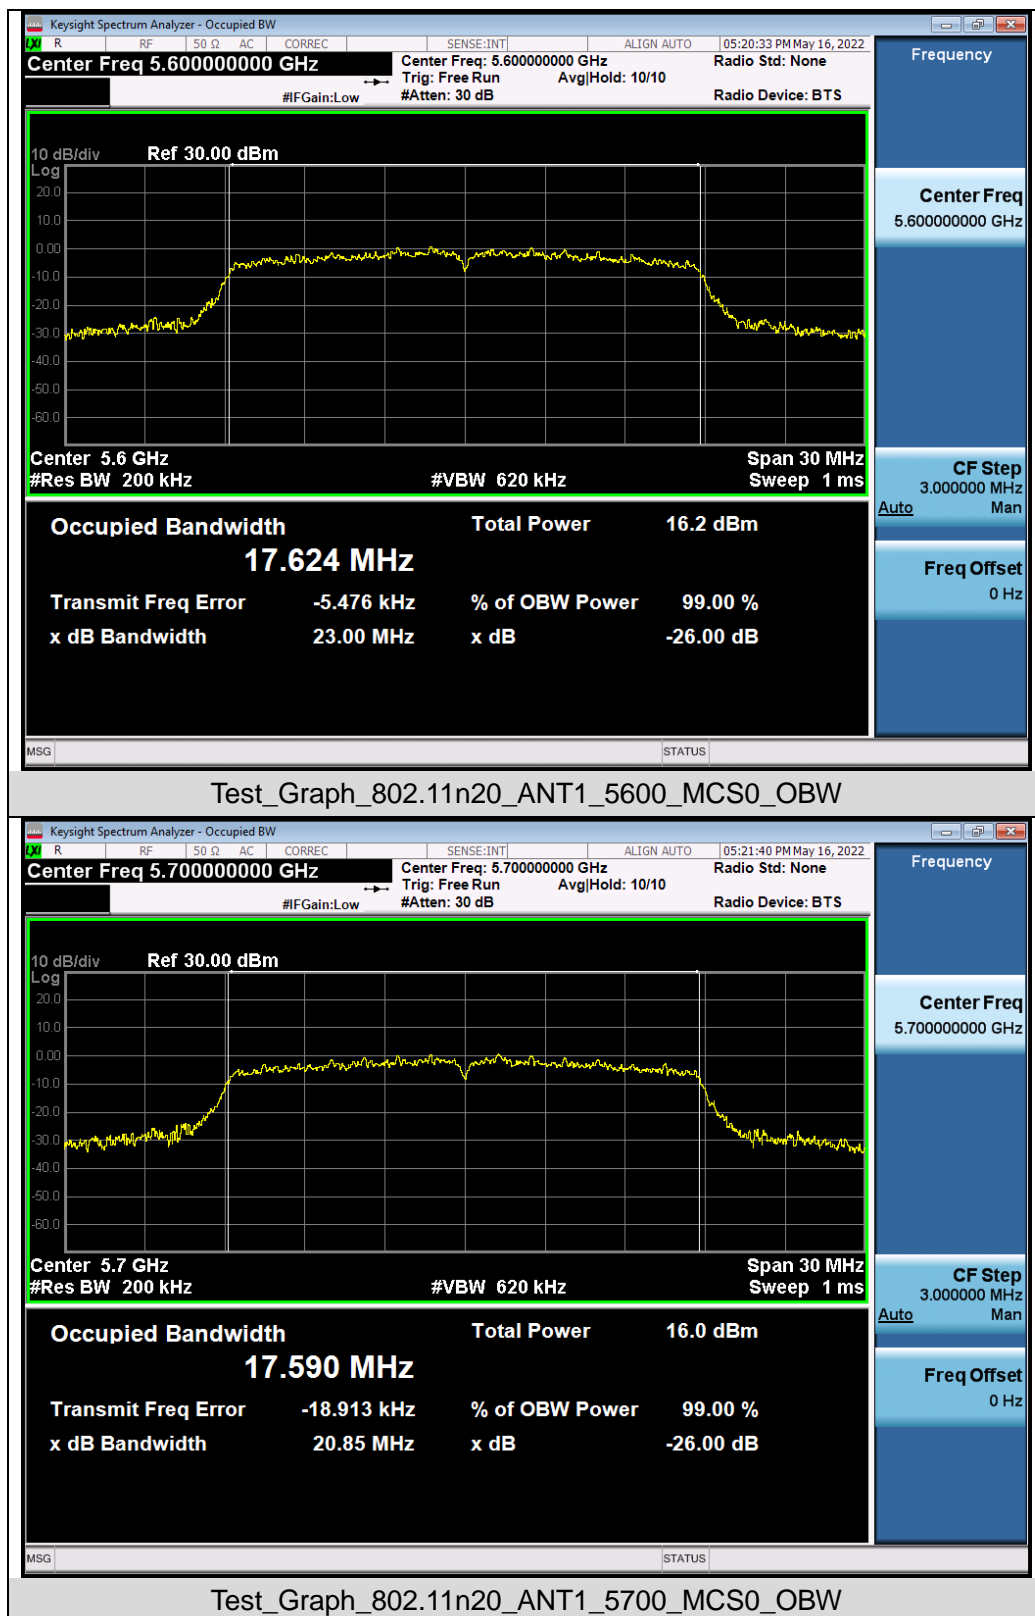 Keysight Spectrum Analyzer - Occupied BW
LXI R RF 50 Ω AC CORREC SENSE:INT ALIGN AUTO 05:20:33 PM May 16, 2022
Center Freq 5.600000000 GHz
Center Freq: 5.600000000 GHz
Radio Std: None
Trig: Free Run Avg|Hold: 10/10
#IFGain:Low
#Atten: 30 dB
Radio Device: BTS
Frequency
10 dB/div Ref 30.00 dBm
Log
20.0
10.0
0.00
-10.0
-20.0
-30.0
-40.0
-50.0
-60.0
Center Freq
5.600000000 GHz
Center 5.6 GHz Span 30 MHz
#Res BW 200 kHz #VBW 620 kHz Sweep 1 ms
CF Step
3.000000 MHz
Auto Man
Freq Offset
0 Hz
Occupied Bandwidth Total Power 16.2 dBm
17.624 MHz
Transmit Freq Error -5.476 kHz % of OBW Power 99.00 %
x dB Bandwidth 23.00 MHz x dB -26.00 dB
MSG STATUS
Test_Graph_802.11n20_ANT1_5600_MCS0_OBW
Keysight Spectrum Analyzer - Occupied BW
LXI R RF 50 Ω AC CORREC SENSE:INT ALIGN AUTO 05:21:40 PM May 16, 2022
Center Freq 5.700000000 GHz
Center Freq: 5.700000000 GHz
Radio Std: None
Trig: Free Run Avg|Hold: 10/10
#IFGain:Low
#Atten: 30 dB
Radio Device: BTS
Frequency
10 dB/div Ref 30.00 dBm
Log
20.0
10.0
0.00
-10.0
-20.0
-30.0
-40.0
-50.0
-60.0
Center Freq
5.700000000 GHz
Center 5.7 GHz Span 30 MHz
#Res BW 200 kHz #VBW 620 kHz Sweep 1 ms
CF Step
3.000000 MHz
Auto Man
Freq Offset
0 Hz
Occupied Bandwidth Total Power 16.0 dBm
17.590 MHz
Transmit Freq Error -18.913 kHz % of OBW Power 99.00 %
x dB Bandwidth 20.85 MHz x dB -26.00 dB
MSG STATUS
Test_Graph_802.11n20_ANT1_5700_MCS0_OBW